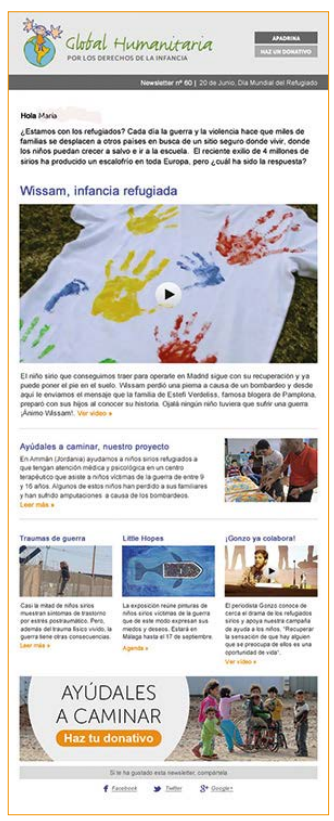 Global Humanitaria
POR LOS DERECHOS DE LA INFANCIA
APADRINA
HAZ UN DONATIVO
Newsletter nº 60 | 20 de Junio, Día Mundial del Refugiado
Hola María
¿Estamos con los refugiados? Cada día la guerra y la violencia hace que miles de
familias se desplacen a otros países en busca de un sitio seguro donde vivir, donde
los niños puedan crecer a salvo e ir a la escuela. El reciente exilio de 4 millones de
sirios ha producido un escalofrío en toda Europa, pero ¿cuál ha sido la respuesta?
Wissam, infancia refugiada
El niño sirio que conseguimos traer para operarle en Madrid sigue con su recuperación y ya
puede poner el pie en el suelo. Wissam perdió una pierna a causa de un bombardeo y desde
aquí le enviamos el mensaje que la familia de Estefi Verdeliss, famosa blogera de Pamplona,
preparó con sus hijos al conocer su historia. Ojalá ningún niño tuviera que sufrir una guerra
¡Ánimo Wissam!. Ver vídeo »
Ayúdales a caminar, nuestro proyecto
En Ammán (Jordania) ayudamos a niños sirios refugiados a
que tengan atención médica y psicológica en un centro
terapéutico que asiste a niños víctimas de la guerra de entre 9
y 16 años. Algunos de estos niños han perdido a sus familiares
y han sufrido amputaciones a causa de los bombardeos.
Leer más »
Traumas de guerra
Casi la mitad de niños sirios
muestran síntomas de trastorno
por estrés postraumático. Pero,
además del trauma físico vivido, la
guerra tiene otras consecuencias.
Leer más »
Little Hopes
La exposición reúne pinturas de
niños sirios víctimas de la guerra
que de este modo expresan sus
miedos y deseos. Estará en
Málaga hasta el 17 de septiembre.
Agenda »
¡Gonzo ya colabora!
El periodista Gonzo conoce de
cerca el drama de los refugiados
sirios y apoya nuestra campaña
de ayuda a los niños. "Recuperar
la sensación de que hay alguien
que se preocupa de ellos es una
oportunidad de vida".
Ver vídeo »
AYÚDALES
A CAMINAR
Haz tu donativo
Si te ha gustado esta newsletter, compártela
Facebook
Twitter
Google+